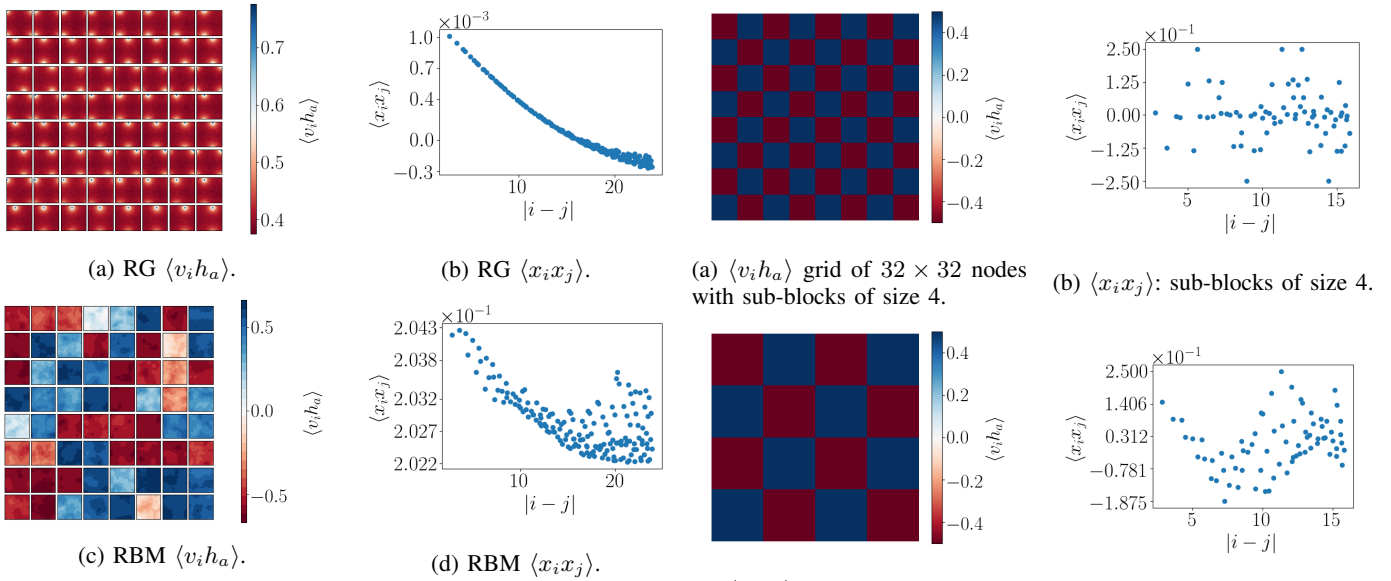 0.7
0.6
0.5
0.4
⟨v_i h_a⟩
(a) RG ⟨v_i h_a⟩.
×10⁻³
1.0
0.7
0.4
0.0
−0.3
⟨x_i x_j⟩
10 20
|i − j|
(b) RG ⟨x_i x_j⟩.
0.4
0.2
0.0
−0.2
−0.4
⟨v_i h_a⟩
(a) ⟨v_i h_a⟩ grid of 32 × 32 nodes
with sub-blocks of size 4.
×10⁻¹
2.50
1.25
0.00
−1.25
−2.50
⟨x_i x_j⟩
5 10 15
|i − j|
(b) ⟨x_i x_j⟩: sub-blocks of size 4.
0.5
0.0
−0.5
⟨v_i h_a⟩
(c) RBM ⟨v_i h_a⟩.
×10⁻¹
2.043
2.038
2.032
2.027
2.022
⟨x_i x_j⟩
10 20
|i − j|
(d) RBM ⟨x_i x_j⟩.
0.4
0.2
0.0
−0.2
−0.4
⟨v_i h_a⟩
×10⁻¹
2.500
1.406
0.312
−0.781
−1.875
⟨x_i x_j⟩
5 10 15
|i − j|